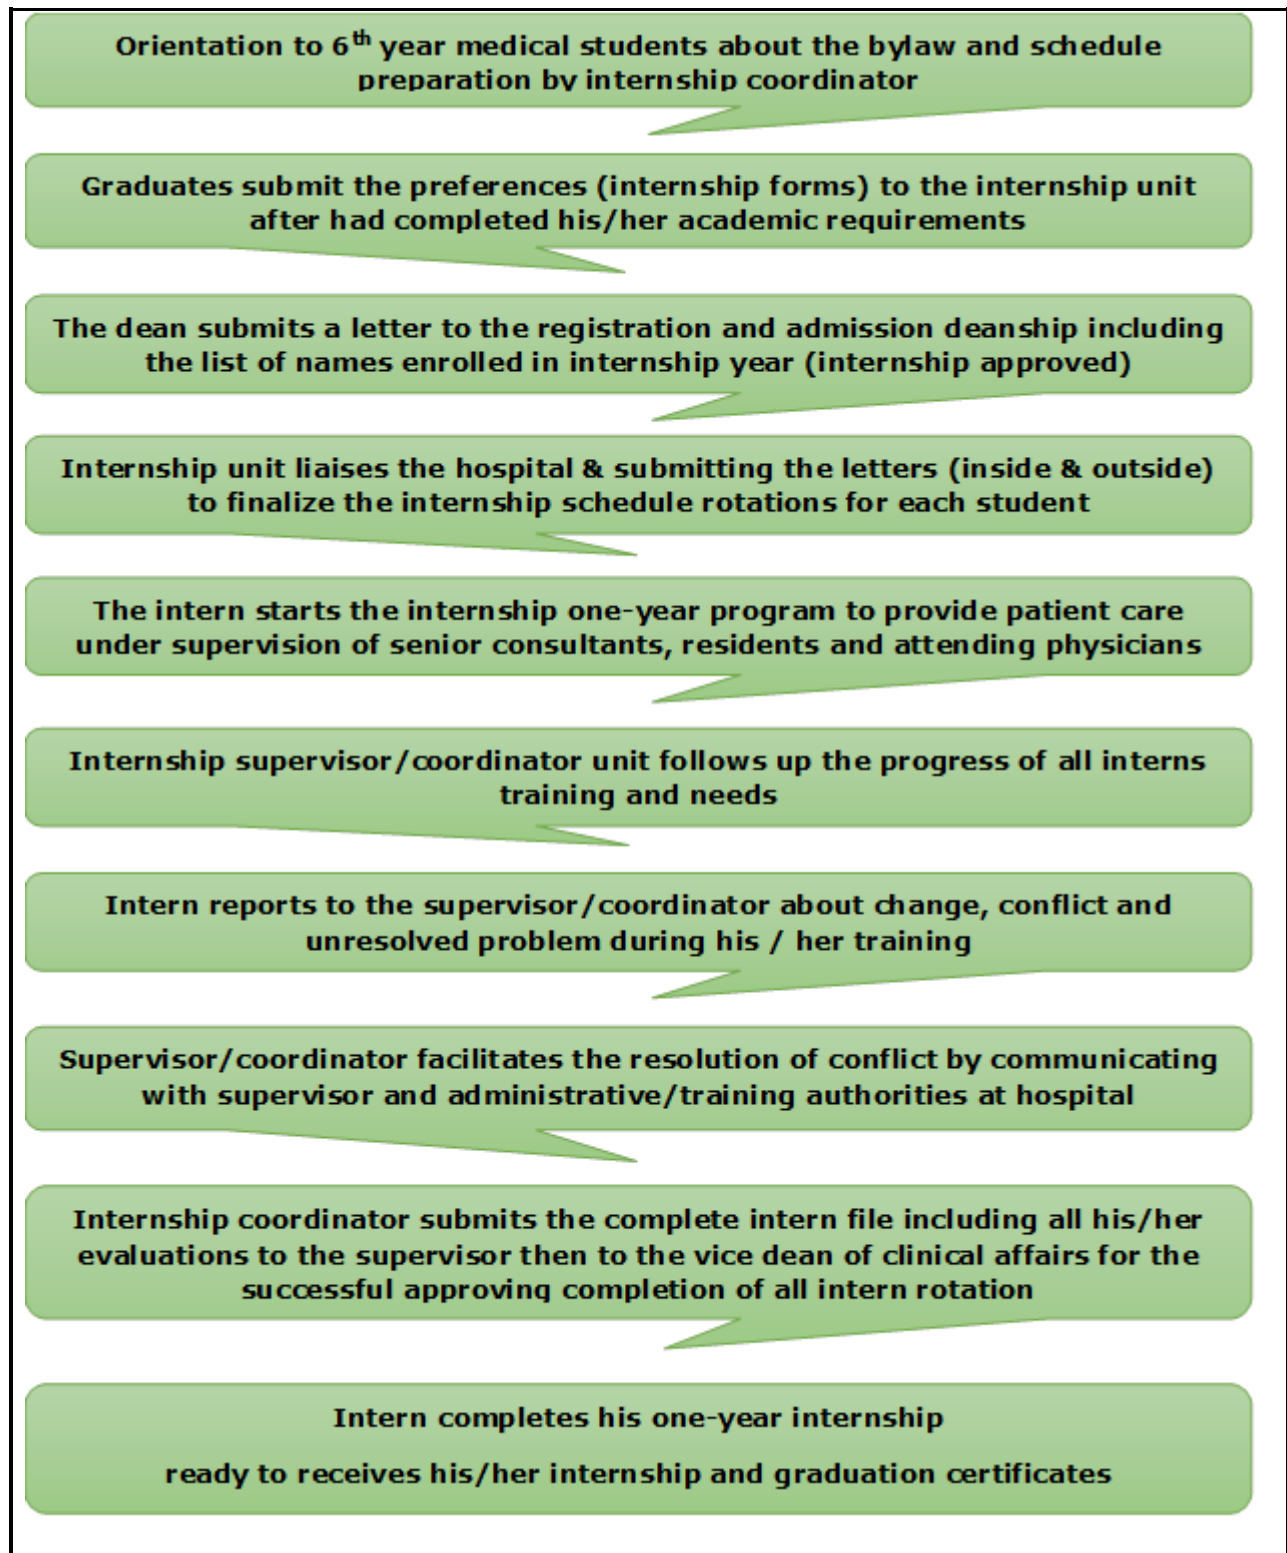 Orientation to 6th year medical students about the bylaw and schedule
preparation by internship coordinator
Graduates submit the preferences (internship forms) to the internship unit
after had completed his/her academic requirements
The dean submits a letter to the registration and admission deanship including
the list of names enrolled in internship year (internship approved)
Internship unit liaises the hospital & submitting the letters (inside & outside)
to finalize the internship schedule rotations for each student
The intern starts the internship one-year program to provide patient care
under supervision of senior consultants, residents and attending physicians
Internship supervisor/coordinator unit follows up the progress of all interns
training and needs
Intern reports to the supervisor/coordinator about change, conflict and
unresolved problem during his / her training
Supervisor/coordinator facilitates the resolution of conflict by communicating
with supervisor and administrative/training authorities at hospital
Internship coordinator submits the complete intern file including all his/her
evaluations to the supervisor then to the vice dean of clinical affairs for the
successful approving completion of all intern rotation
Intern completes his one-year internship
ready to receives his/her internship and graduation certificates